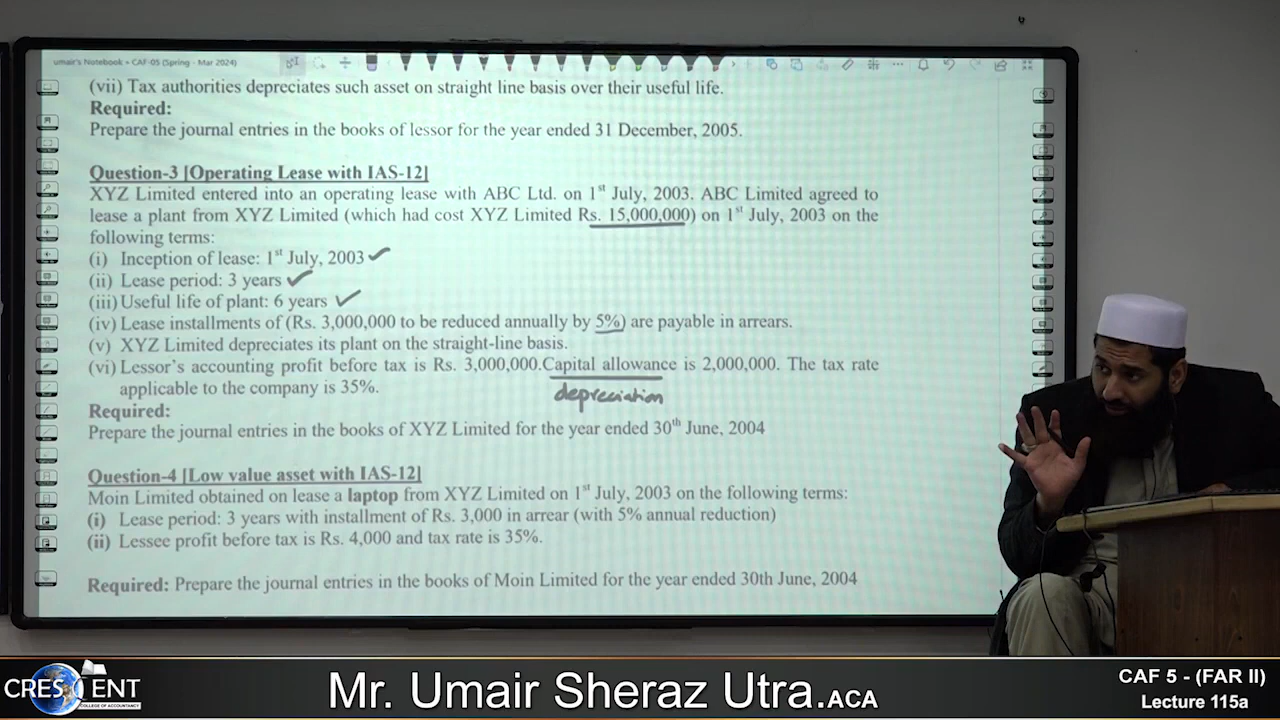 umair's Notebook » CAF-05 (Spring - Mar 2024)
(vii) Tax authorities depreciates such asset on straight line basis over their useful life.
Required:
Prepare the journal entries in the books of lessor for the year ended 31 December, 2005.
Question-3 [Operating Lease with IAS-12]
XYZ Limited entered into an operating lease with ABC Ltd. on 1st July, 2003. ABC Limited agreed to
lease a plant from XYZ Limited (which had cost XYZ Limited Rs. 15,000,000) on 1st July, 2003 on the
following terms:
(i) Inception of lease: 1st July, 2003
(ii) Lease period: 3 years
(iii) Useful life of plant: 6 years
(iv) Lease installments of (Rs. 3,000,000 to be reduced annually by 5%) are payable in arrears.
(v) XYZ Limited depreciates its plant on the straight-line basis.
(vi) Lessor's accounting profit before tax is Rs. 3,000,000.Capital allowance is 2,000,000. The tax rate
applicable to the company is 35%.
depreciation
Required:
Prepare the journal entries in the books of XYZ Limited for the year ended 30th June, 2004
Question-4 [Low value asset with IAS-12]
Moin Limited obtained on lease a laptop from XYZ Limited on 1st July, 2003 on the following terms:
(i) Lease period: 3 years with installment of Rs. 3,000 in arrear (with 5% annual reduction)
(ii) Lessee profit before tax is Rs. 4,000 and tax rate is 35%.
Required: Prepare the journal entries in the books of Moin Limited for the year ended 30th June, 2004
CRESCENT
COLLEGE OF ACCOUNTANCY
Mr. Umair Sheraz Utra.ACA
CAF 5 - (FAR II)
Lecture 115a